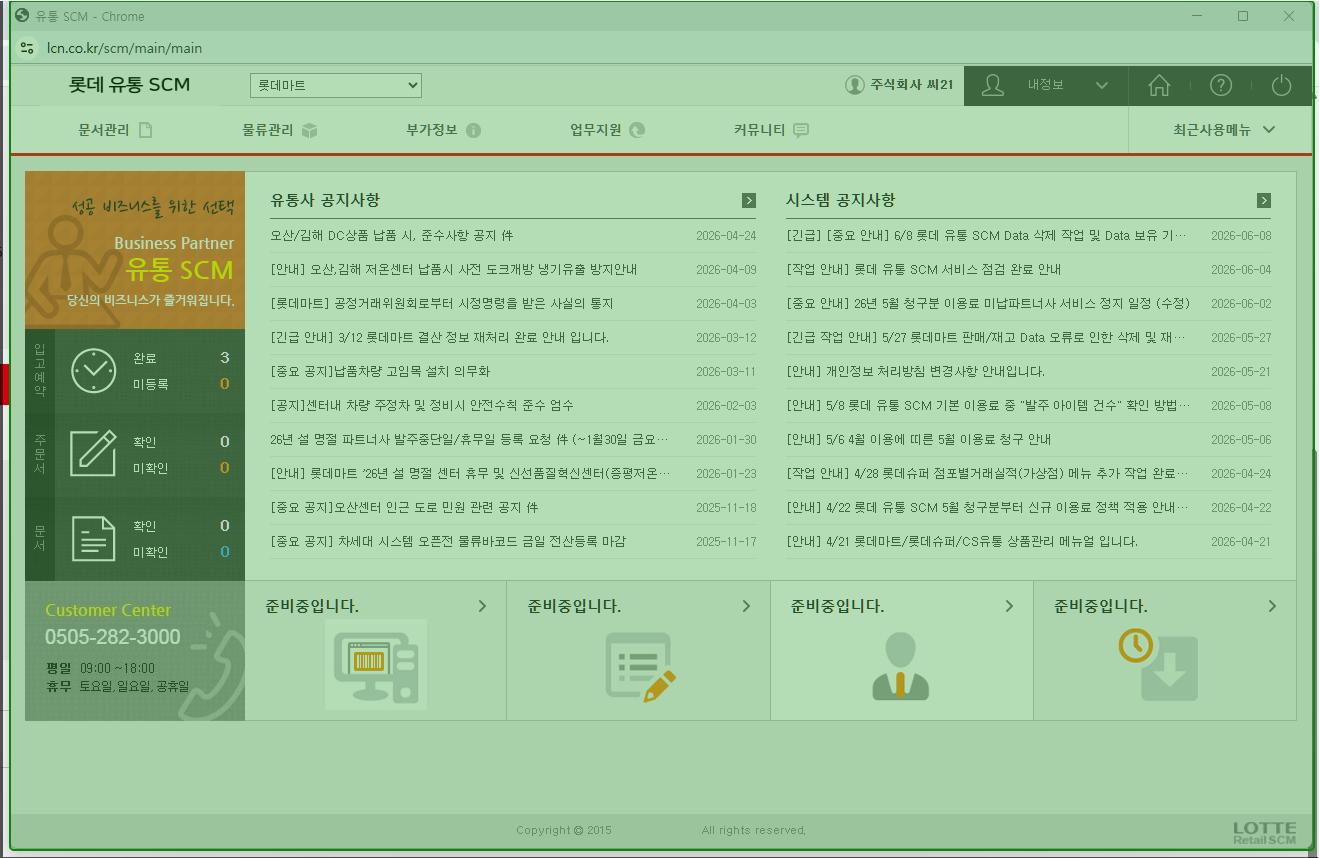 유통 SCM - Chrome
lcn.co.kr/scm/main/main
롯데 유통 SCM
롯데마트
주식회사 씨21
내정보
문서관리
물류관리
부가정보
업무지원
커뮤니티
최근사용메뉴
성공 비즈니스를 위한 선택
Business Partner
유통 SCM
당신의 비즈니스가 즐거워집니다.
입고예약
완료 3
미등록 0
주문서
확인 0
미확인 0
문서
확인 0
미확인 0
Customer Center
0505-282-3000
평일 09:00 ~18:00
휴무 토요일, 일요일, 공휴일
유통사 공지사항
오산/김해 DC상품 납품 시, 준수사항 공지 件 2026-04-24
[안내] 오산,김해 저온센터 납품시 사전 도크개방 냉기유출 방지안내 2026-04-09
[롯데마트] 공정거래위원회로부터 시정명령을 받은 사실의 통지 2026-04-03
[긴급 안내] 3/12 롯데마트 결산 정보 재처리 완료 안내 입니다. 2026-03-12
[중요 공지]납품차량 고임목 설치 의무화 2026-03-11
[공지]센터내 차량 주정차 및 정비시 안전수칙 준수 엄수 2026-02-03
26년 설 명절 파트너사 발주중단일/휴무일 등록 요청 件 (~1월30일 금요… 2026-01-30
[안내] 롯데마트 '26년 설 명절 센터 휴무 및 신선품질혁신센터(증평저온… 2026-01-23
[중요 공지]오산센터 인근 도로 민원 관련 공지 件 2025-11-18
[중요 공지] 차세대 시스템 오픈전 물류바코드 금일 전산등록 마감 2025-11-17
시스템 공지사항
[긴급] [중요 안내] 6/8 롯데 유통 SCM Data 삭제 작업 및 Data 보유 기… 2026-06-08
[작업 안내] 롯데 유통 SCM 서비스 점검 완료 안내 2026-06-04
[중요 안내] 26년 5월 청구분 이용료 미납파트너사 서비스 정지 일정 (수정) 2026-06-02
[긴급 작업 안내] 5/27 롯데마트 판매/재고 Data 오류로 인한 삭제 및 재… 2026-05-27
[안내] 개인정보 처리방침 변경사항 안내입니다. 2026-05-21
[안내] 5/8 롯데 유통 SCM 기본 이용료 중 "발주 아이템 건수" 확인 방법… 2026-05-08
[안내] 5/6 4월 이용에 따른 5월 이용료 청구 안내 2026-05-06
[작업 안내] 4/28 롯데슈퍼 점포별거래실적(가상점) 메뉴 추가 작업 완료… 2026-04-24
[안내] 4/22 롯데 유통 SCM 5월 청구분부터 신규 이용료 정책 적용 안내… 2026-04-22
[안내] 4/21 롯데마트/롯데슈퍼/CS유통 상품관리 메뉴얼 입니다. 2026-04-21
준비중입니다.
준비중입니다.
준비중입니다.
준비중입니다.
Copyright © 2015 All rights reserved.
LOTTE
Retail SCM